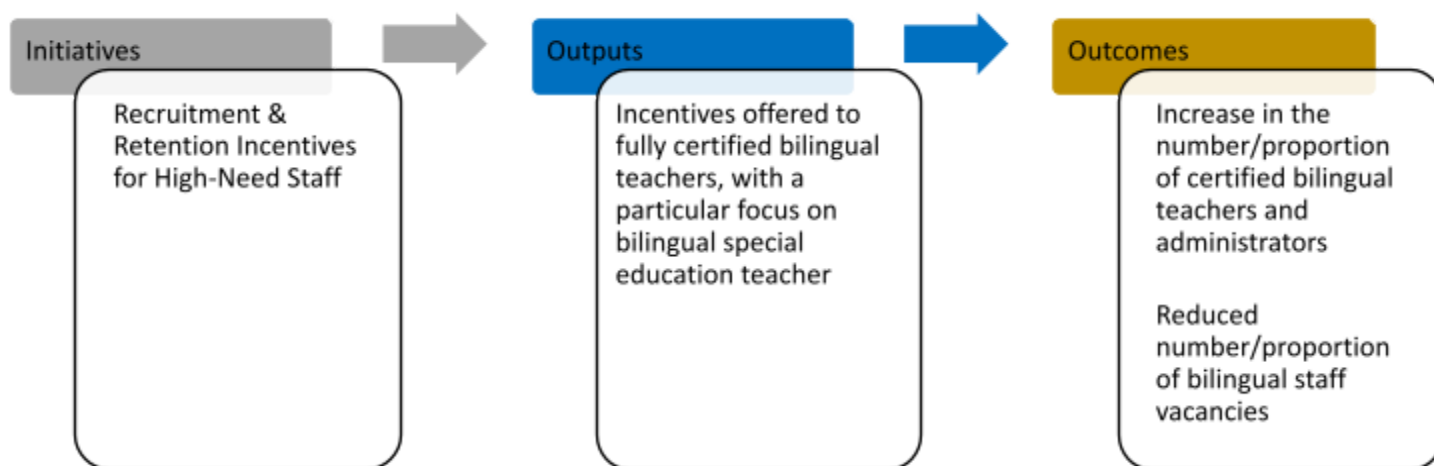 Initiatives
Recruitment &
Retention Incentives
for High-Need Staff
Outputs
Incentives offered to
fully certified bilingual
teachers, with a
particular focus on
bilingual special
education teacher
Outcomes
Increase in the
number/proportion
of certified bilingual
teachers and
administrators
Reduced
number/proportion
of bilingual staff
vacancies